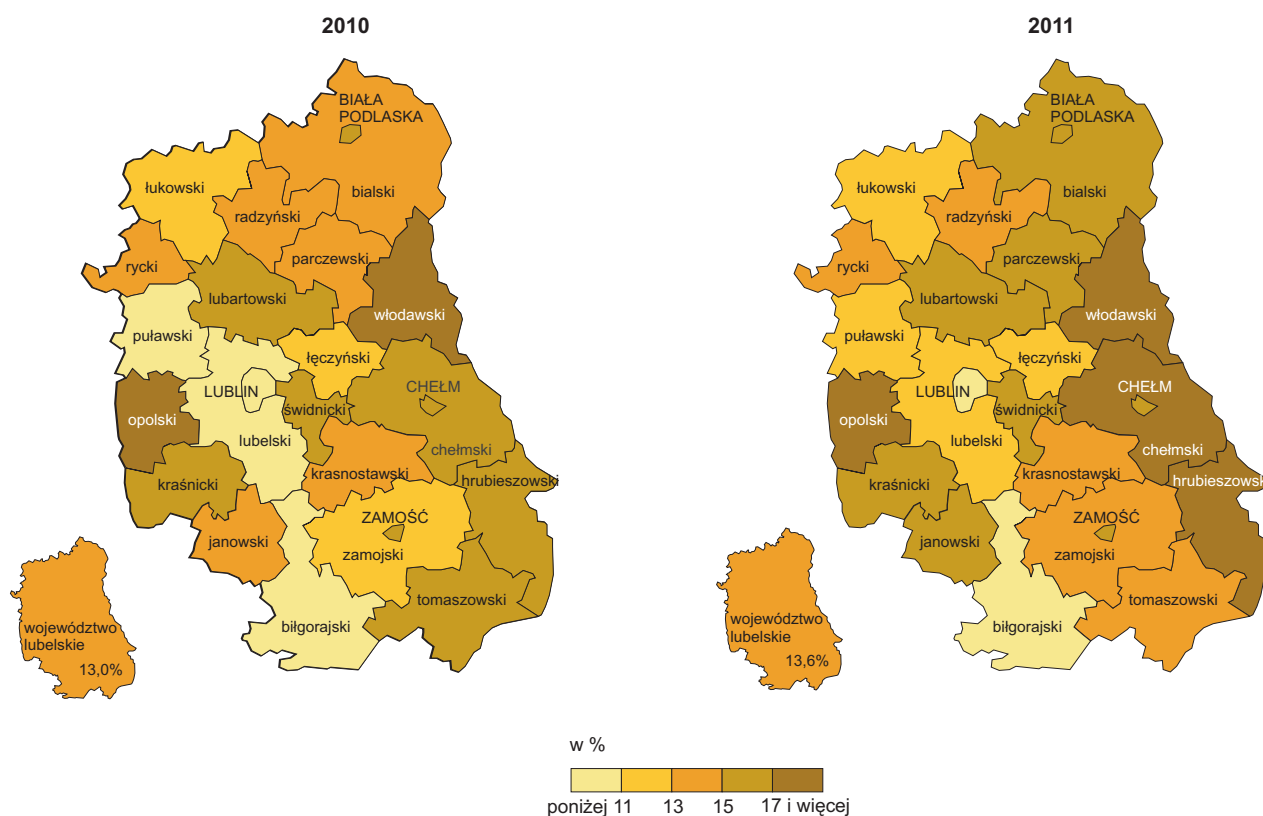 2010
BIAŁA
PODLASKA
łukowski
bialski
radzyński
rycki
parczewski
lubartowski
włodawski
puławski
łęczyński
LUBLIN
CHEŁM
opolski
świdnicki
lubelski
chełmski
krasnostawski
hrubieszowski
kraśnicki
ZAMOŚĆ
janowski
zamojski
tomaszowski
biłgorajski
województwo
lubelskie
13,0%
2011
BIAŁA
PODLASKA
łukowski
bialski
radzyński
rycki
parczewski
lubartowski
włodawski
puławski
łęczyński
LUBLIN
CHEŁM
opolski
świdnicki
lubelski
chełmski
krasnostawski
hrubieszowsk
kraśnicki
ZAMOŚĆ
janowski
zamojski
tomaszowski
biłgorajski
województwo
lubelskie
13,6%
w %
poniżej 11 13 15 17 i więcej